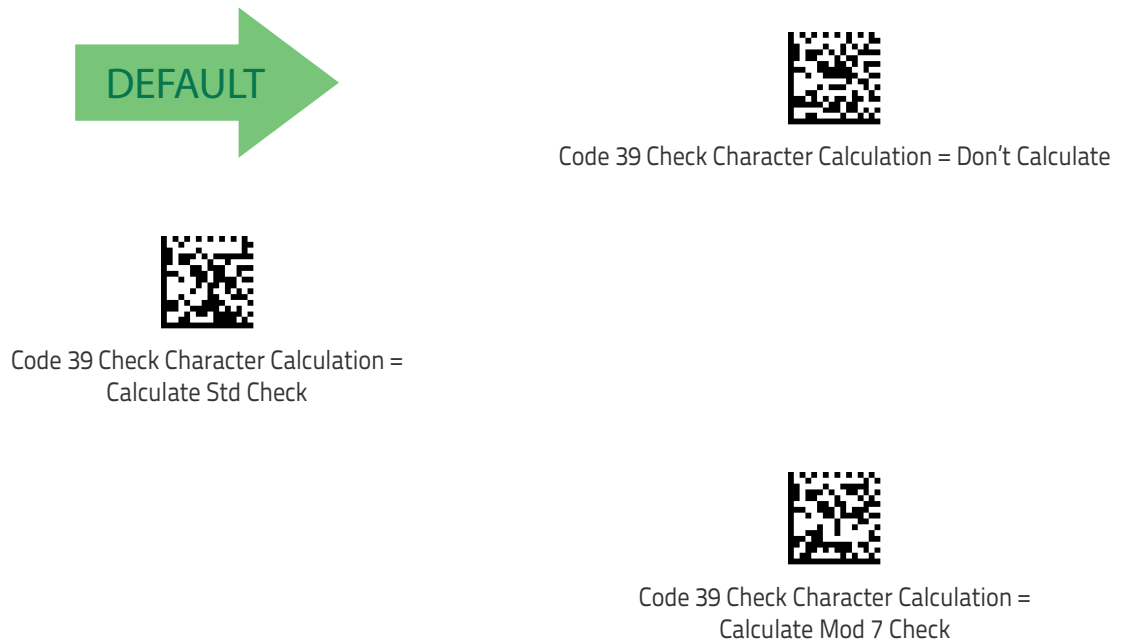 DEFAULT
Code 39 Check Character Calculation = Don’t Calculate
Code 39 Check Character Calculation =
Calculate Std Check
Code 39 Check Character Calculation =
Calculate Mod 7 Check